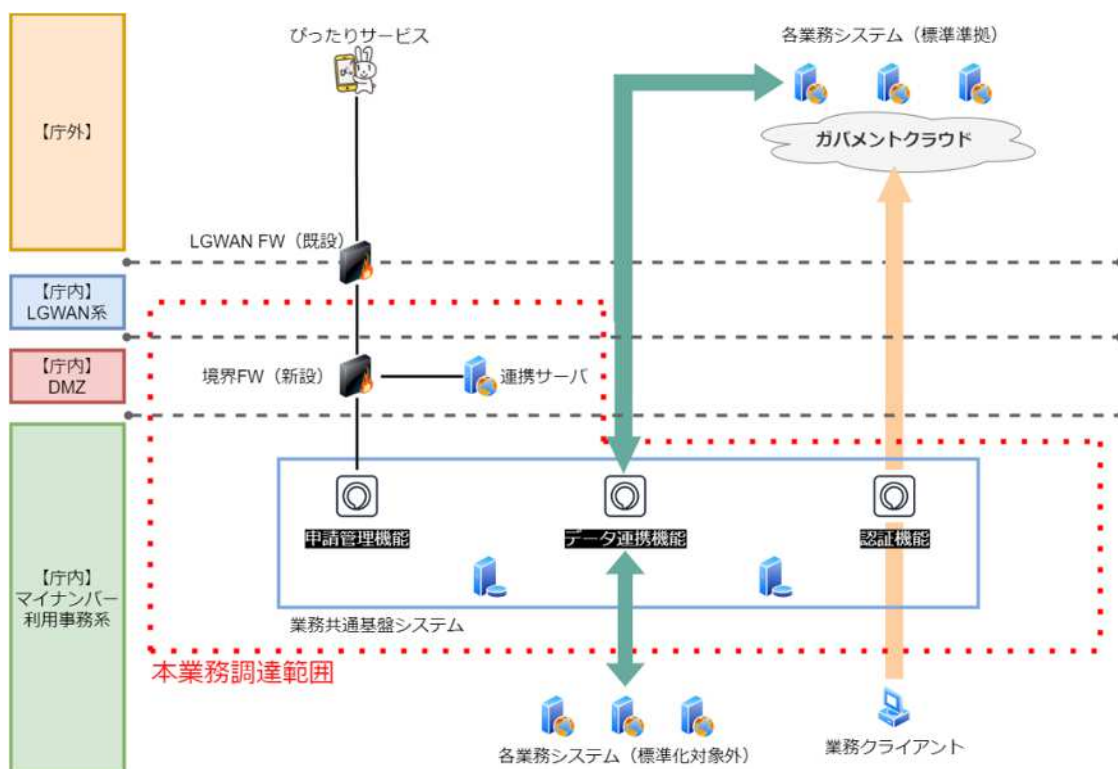 ぴったりサービス
各業務システム（標準準拠）
【庁外】
ガバメントクラウド
LGWAN FW（既設）
【庁内】
LGWAN系
【庁内】
DMZ
境界FW（新設）
連携サーバ
申請管理機能
データ連携機能
認証機能
【庁内】
マイナンバー
利用事務系
業務共通基盤システム
本業務調達範囲
各業務システム（標準化対象外）
業務クライアント